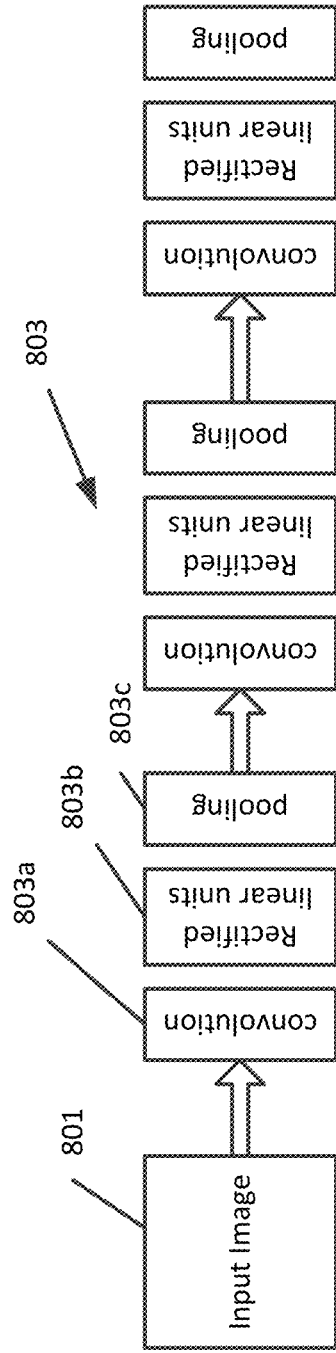 801
803a
803b
803c
803
Input Image
convolution
Rectified
linear units
pooling
convolution
Rectified
linear units
pooling
convolution
Rectified
linear units
pooling